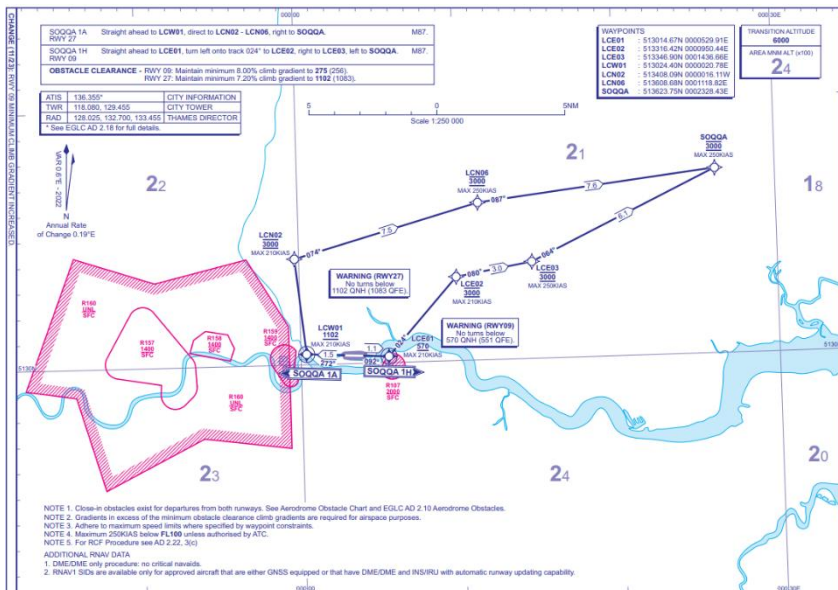 CHANGE (11/23): RWY 09 MINIMUM CLIMB GRADIENT INCREASED.
000 00
000 30E
SOQQA 1A Straight ahead to LCW01, direct to LCN02 - LCN06, right to SOQQA. M87.
RWY 27
SOQQA 1H Straight ahead to LCE01, turn left onto track 024° to LCE02, right to LCE03, left to SOQQA. M87.
RWY 09
OBSTACLE CLEARANCE - RWY 09: Maintain minimum 8.00% climb gradient to 275 (256).
RWY 27: Maintain minimum 7.20% climb gradient to 1102 (1083).
WAYPOINTS
LCE01 : 513014.67N 0000529.91E
LCE02 : 513316.42N 0000950.44E
LCE03 : 513346.90N 0001436.66E
LCW01 : 513024.40N 0000020.78E
LCN02 : 513408.09N 0000016.11W
LCN06 : 513608.68N 0001118.82E
SOQQA : 513623.75N 0002328.43E
TRANSITION ALTITUDE
6000
AREA MNM ALT (x100)
24
ATIS 136.355* CITY INFORMATION
TWR 118.080, 129.455 CITY TOWER
RAD 128.025, 132.700, 133.455 THAMES DIRECTOR
* See EGLC AD 2.18 for full details.
5 0 5NM
Scale 1:250 000
VAR 0.6°E - 2022
N
Annual Rate
of Change 0.19°E
22
21
18
SOQQA
3000
MAX 250KIAS
LCN06
3000
MAX 250KIAS
087°
7.6
7.5
074°
LCN02
3000
MAX 210KIAS
6.1
064°
LCE03
3000
MAX 250KIAS
080°
3.0
LCE02
3000
MAX 210KIAS
WARNING (RWY27)
No turns below
1102 QNH (1083 QFE).
WARNING (RWY09)
No turns below
570 QNH (551 QFE).
024°
LCW01
1102
MAX 210KIAS
LCE01
570
MAX 210KIAS
1.5
1.1
272°
092°
SOQQA 1A
SOQQA 1H
R160
UNL
SFC
R157
1400
SFC
R158
1400
SFC
R159
1400
SFC
R160
UNL
SFC
R107
2000
SFC
5130N
5130N
23
24
20
NOTE 1. Close-in obstacles exist for departures from both runways. See Aerodrome Obstacle Chart and EGLC AD 2.10 Aerodrome Obstacles.
NOTE 2. Gradients in excess of the minimum obstacle clearance climb gradients are required for airspace purposes.
NOTE 3. Adhere to maximum speed limits where specified by waypoint constraints.
NOTE 4. Maximum 250KIAS below FL100 unless authorised by ATC.
NOTE 5. For RCF Procedure see AD 2.22, 3(c)
ADDITIONAL RNAV DATA
1. DME/DME only procedure: no critical navaids.
2. RNAV1 SIDs are available only for approved aircraft that are either GNSS equipped or that have DME/DME and INS/IRU with automatic runway updating capability.
000 00
000 30E